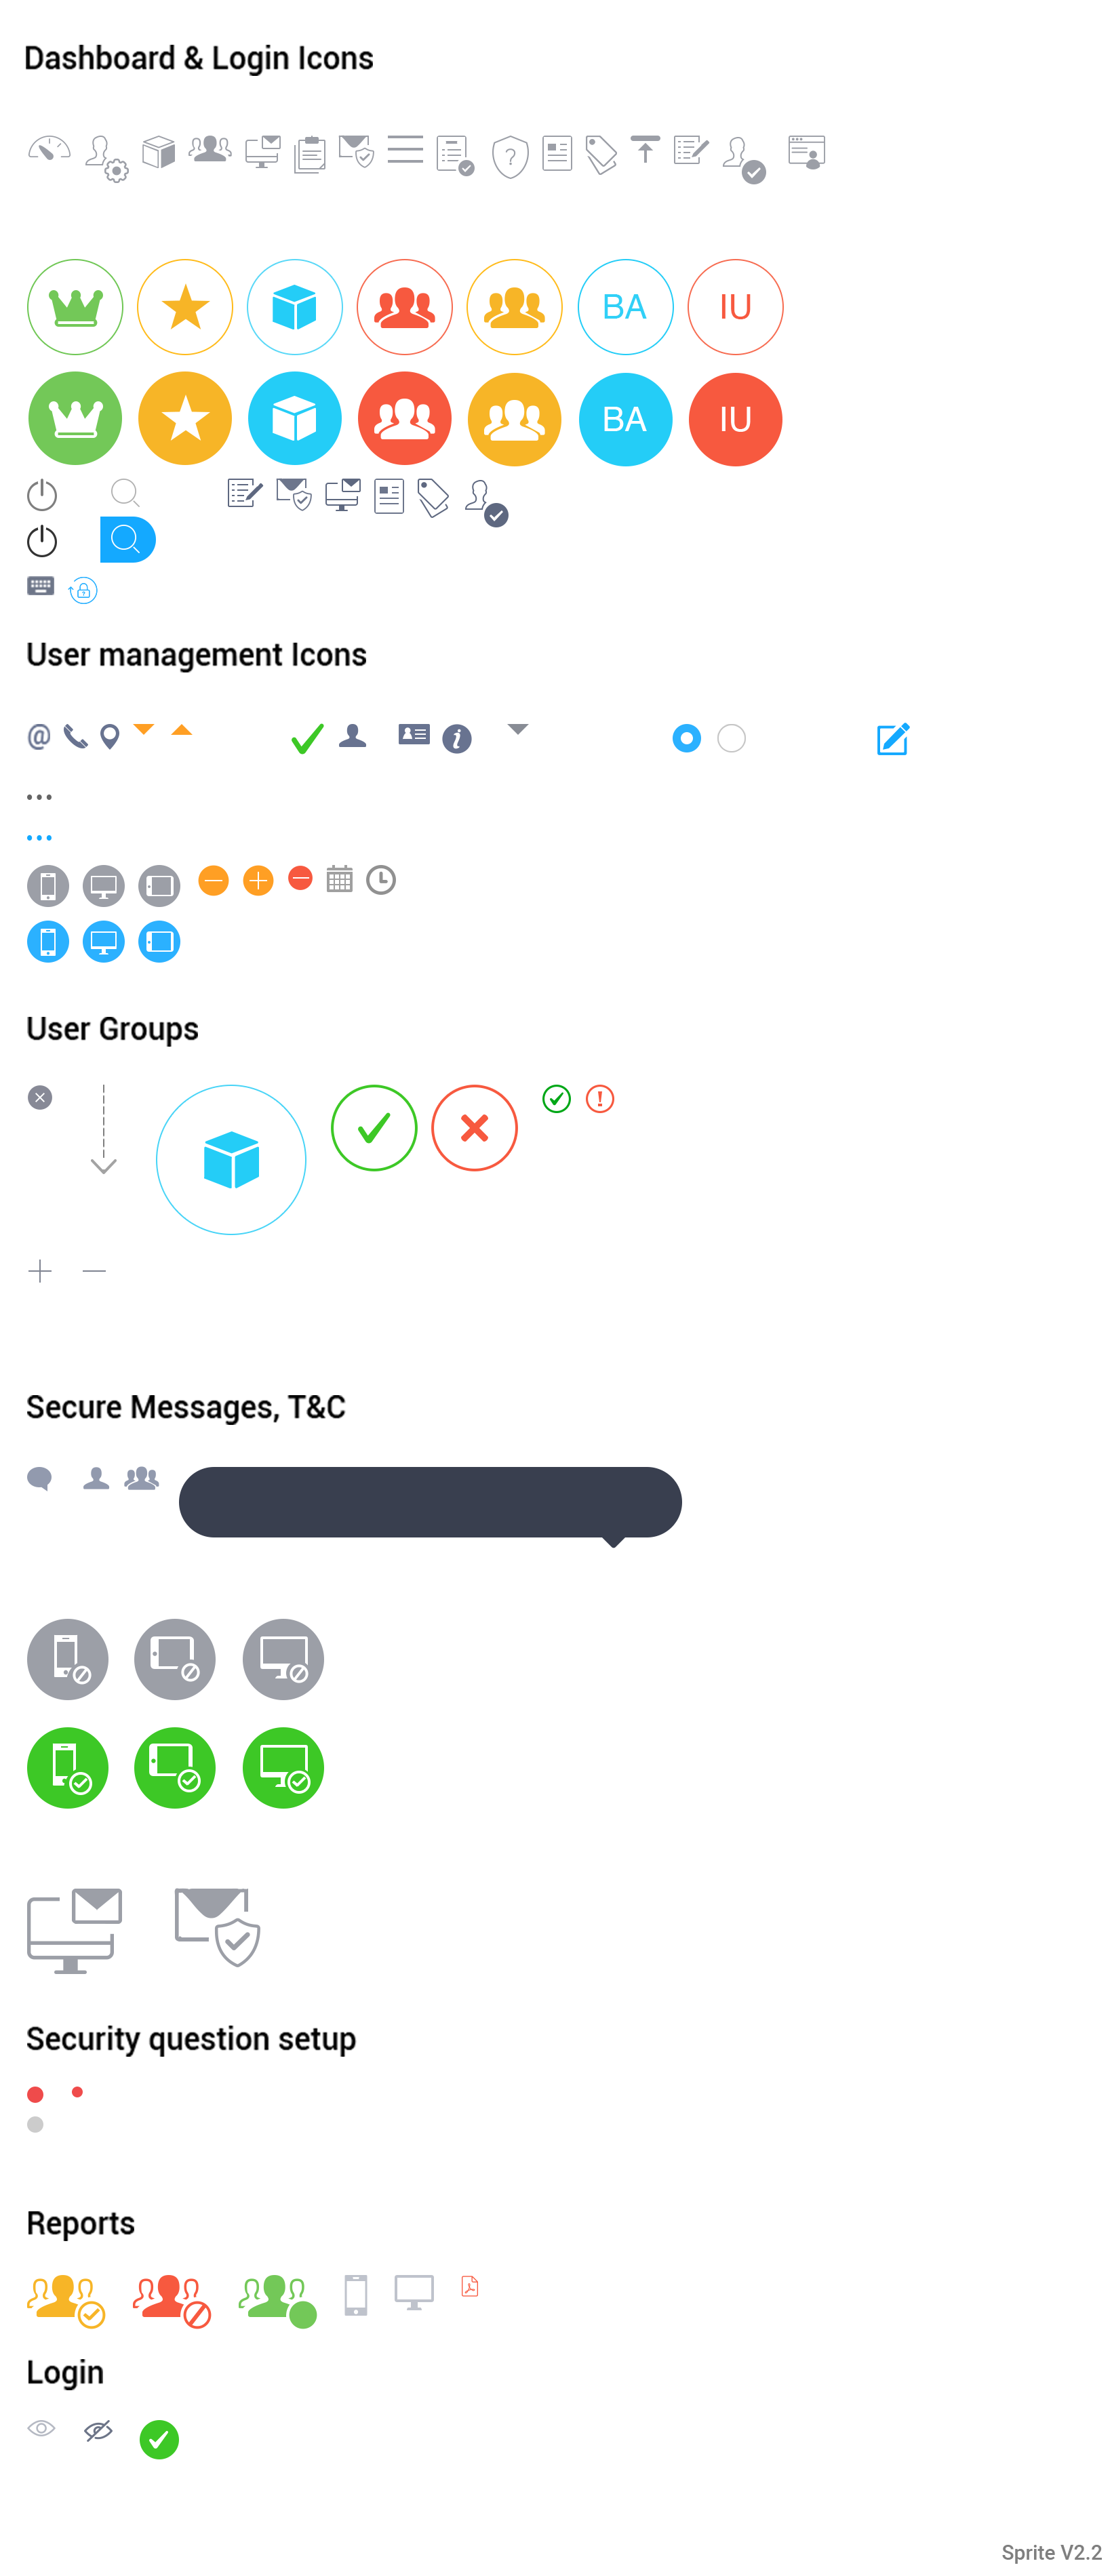 Dashboard & Login Icons
?
BA IU
BA IU
User management Icons
@ i
User Groups
!
Secure Messages, T&C
Security question setup
Reports
Login
Sprite V2.2